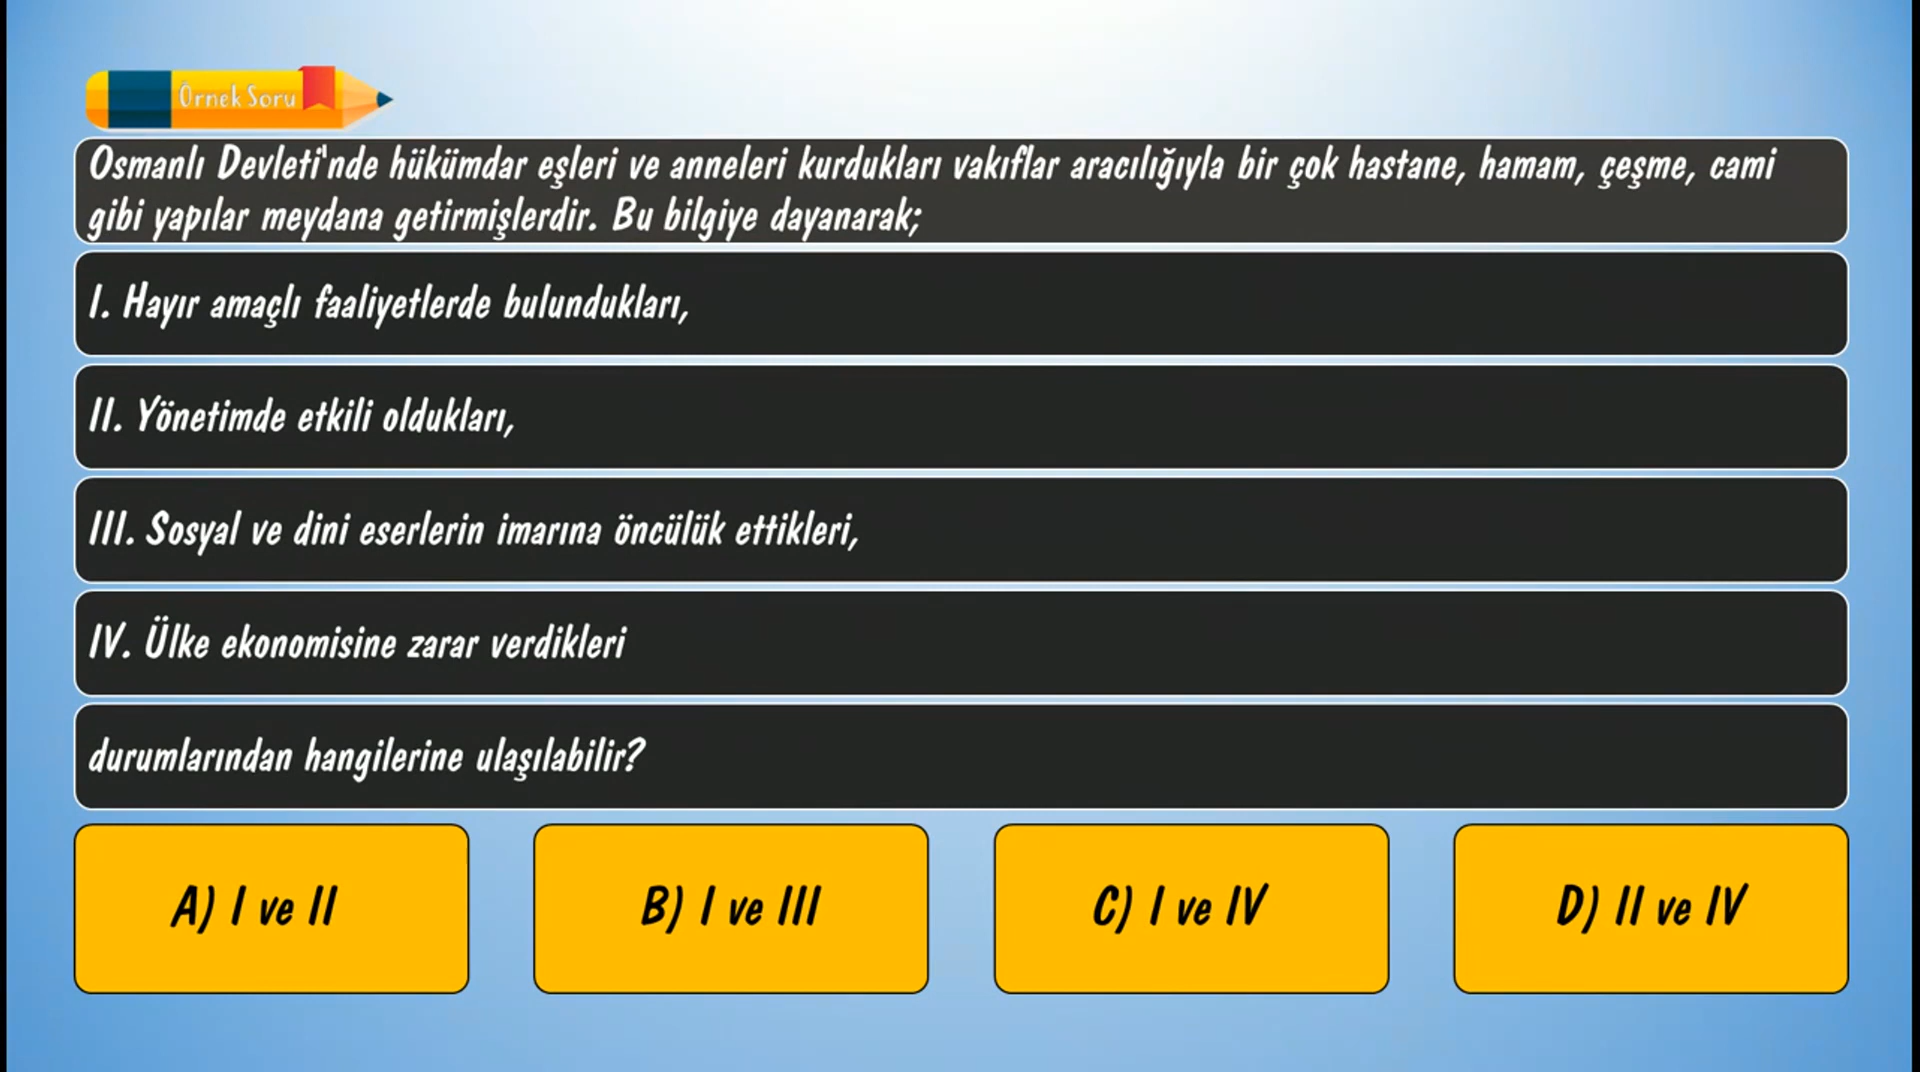 Örnek Soru
Osmanlı Devleti'nde hükümdar eşleri ve anneleri kurdukları vakıflar aracılığıyla bir çok hastane, hamam, çeşme, cami
gibi yapılar meydana getirmişlerdir. Bu bilgiye dayanarak;
I. Hayır amaçlı faaliyetlerde bulundukları,
II. Yönetimde etkili oldukları,
III. Sosyal ve dini eserlerin imarına öncülük ettikleri,
IV. Ülke ekonomisine zarar verdikleri
durumlarından hangilerine ulaşılabilir?
A) I ve II
B) I ve III
C) I ve IV
D) II ve IV